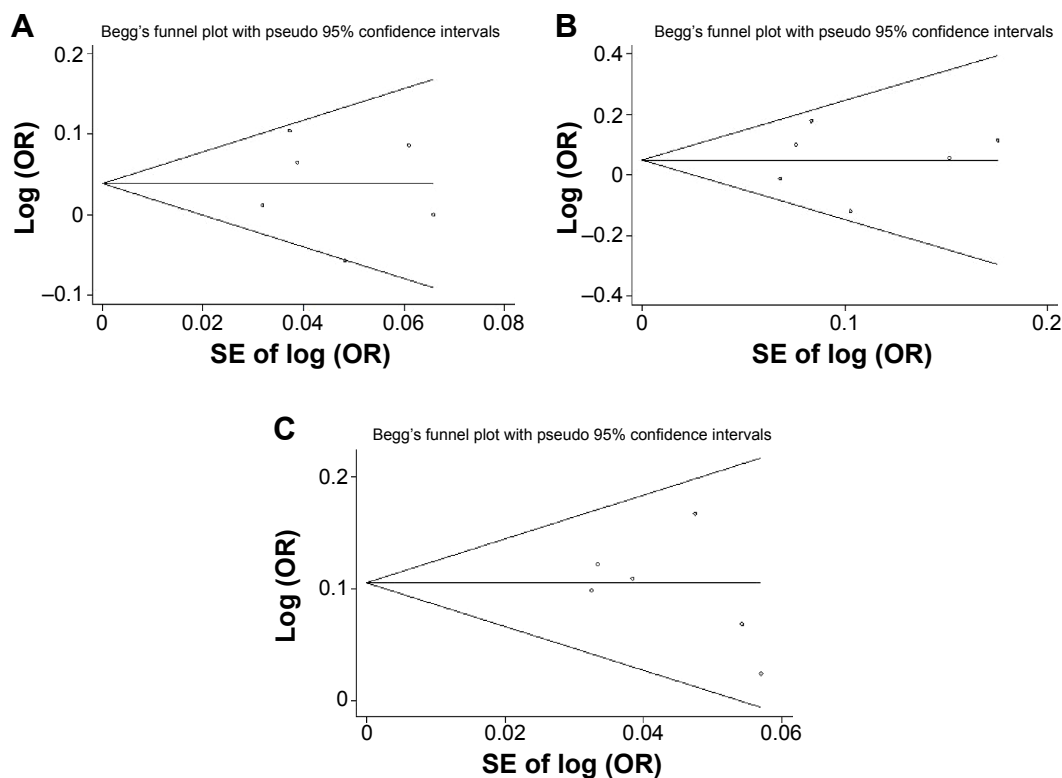 A
Begg's funnel plot with pseudo 95% confidence intervals
0.2
0.1
0
–0.1
Log (OR)
0
0.02
0.04
0.06
0.08
SE of log (OR)
B
Begg's funnel plot with pseudo 95% confidence intervals
0.4
0.2
0
–0.2
–0.4
Log (OR)
0
0.1
0.2
SE of log (OR)
C
Begg's funnel plot with pseudo 95% confidence intervals
0.2
0.1
0
Log (OR)
0
0.02
0.04
0.06
SE of log (OR)